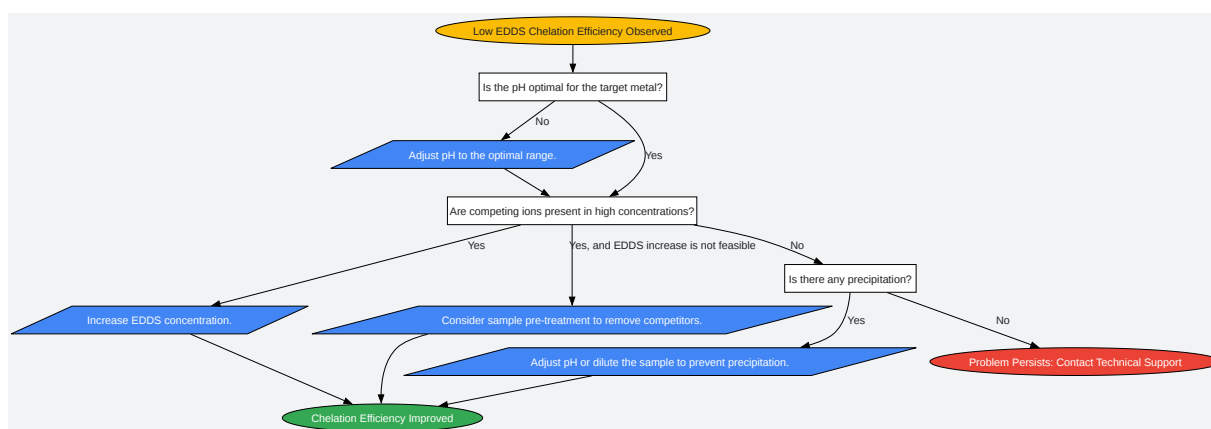 Low EDDS Chelation Efficiency Observed
Is the pH optimal for the target metal?
No
Adjust pH to the optimal range.
Yes
Are competing ions present in high concentrations?
Yes
Yes, and EDDS increase is not feasible
No
Is there any precipitation?
Increase EDDS concentration.
Consider sample pre-treatment to remove competitors.
Yes
No
Adjust pH or dilute the sample to prevent precipitation.
Problem Persists: Contact Technical Support
Chelation Efficiency Improved